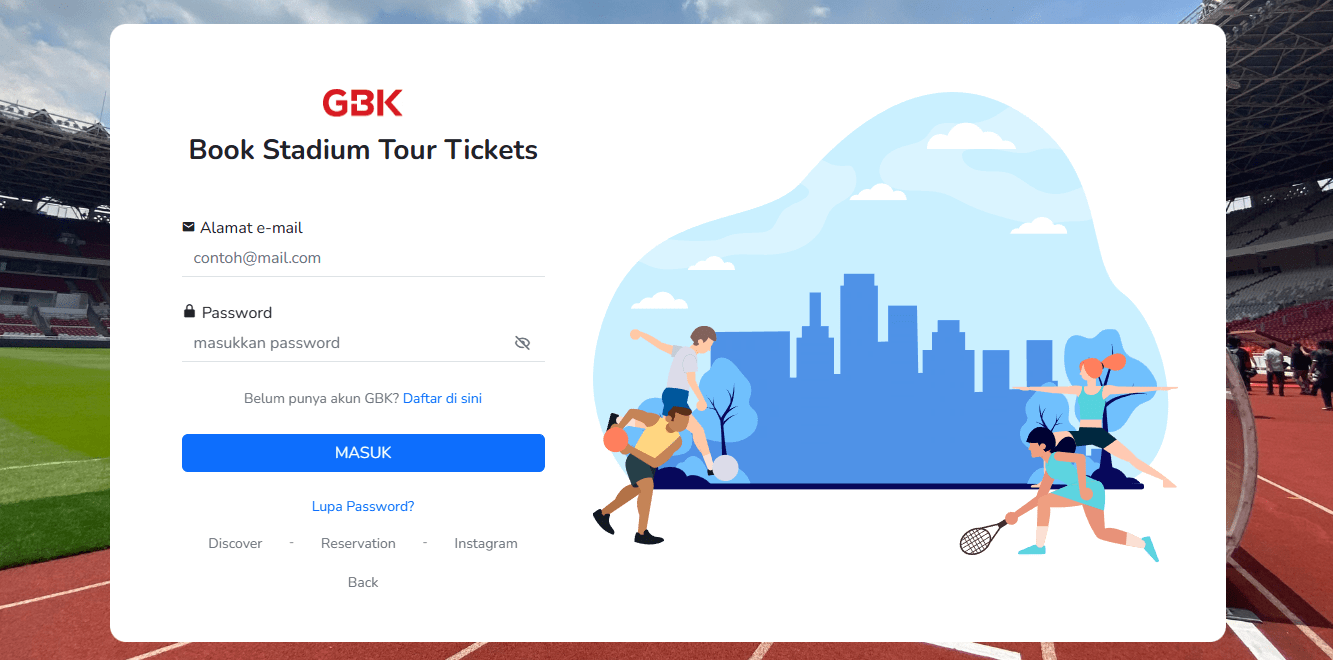 GBK
Book Stadium Tour Tickets
Alamat e-mail
contoh@mail.com
Password
masukkan password
Belum punya akun GBK? Daftar di sini
MASUK
Lupa Password?
Discover - Reservation - Instagram
Back